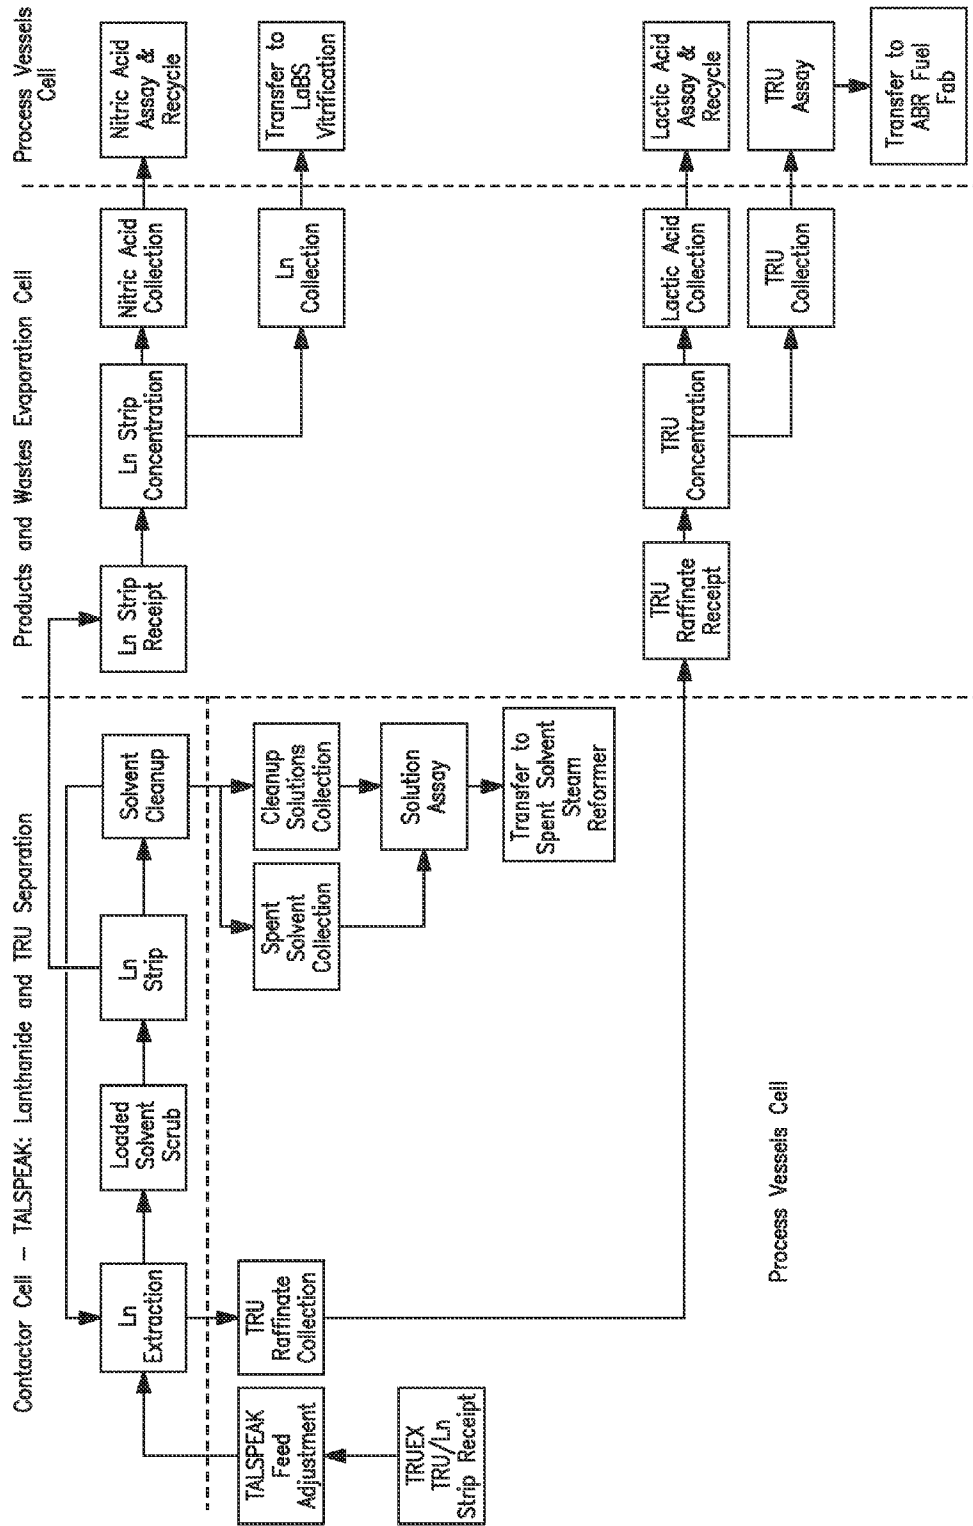 Contactor Cell – TALSPEAK: Lanthanide and TRU Separation
Products and Wastes Evaporation Cell
Process Vessels
Cell
Ln
Extraction
Loaded
Solvent
Scrub
Ln
Strip
Solvent
Cleanup
Ln Strip
Receipt
Ln Strip
Concentration
Nitric Acid
Collection
Nitric Acid
Assay &
Recycle
Ln
Collection
Transfer to
LaBS
Vitrification
TALSPEAK
Feed
Adjustment
TRU
Raffinate
Collection
Spent
Solvent
Collection
Cleanup
Solutions
Collection
TRUEX
TRU/Ln
Strip Receipt
Solution
Assay
Transfer to
Spent Solvent
Steam
Reformer
TRU
Raffinate
Receipt
TRU
Concentration
Lactic Acid
Collection
Lactic Acid
Assay &
Recycle
TRU
Collection
TRU
Assay
Transfer to
ABR Fuel
Fab
Process Vessels Cell